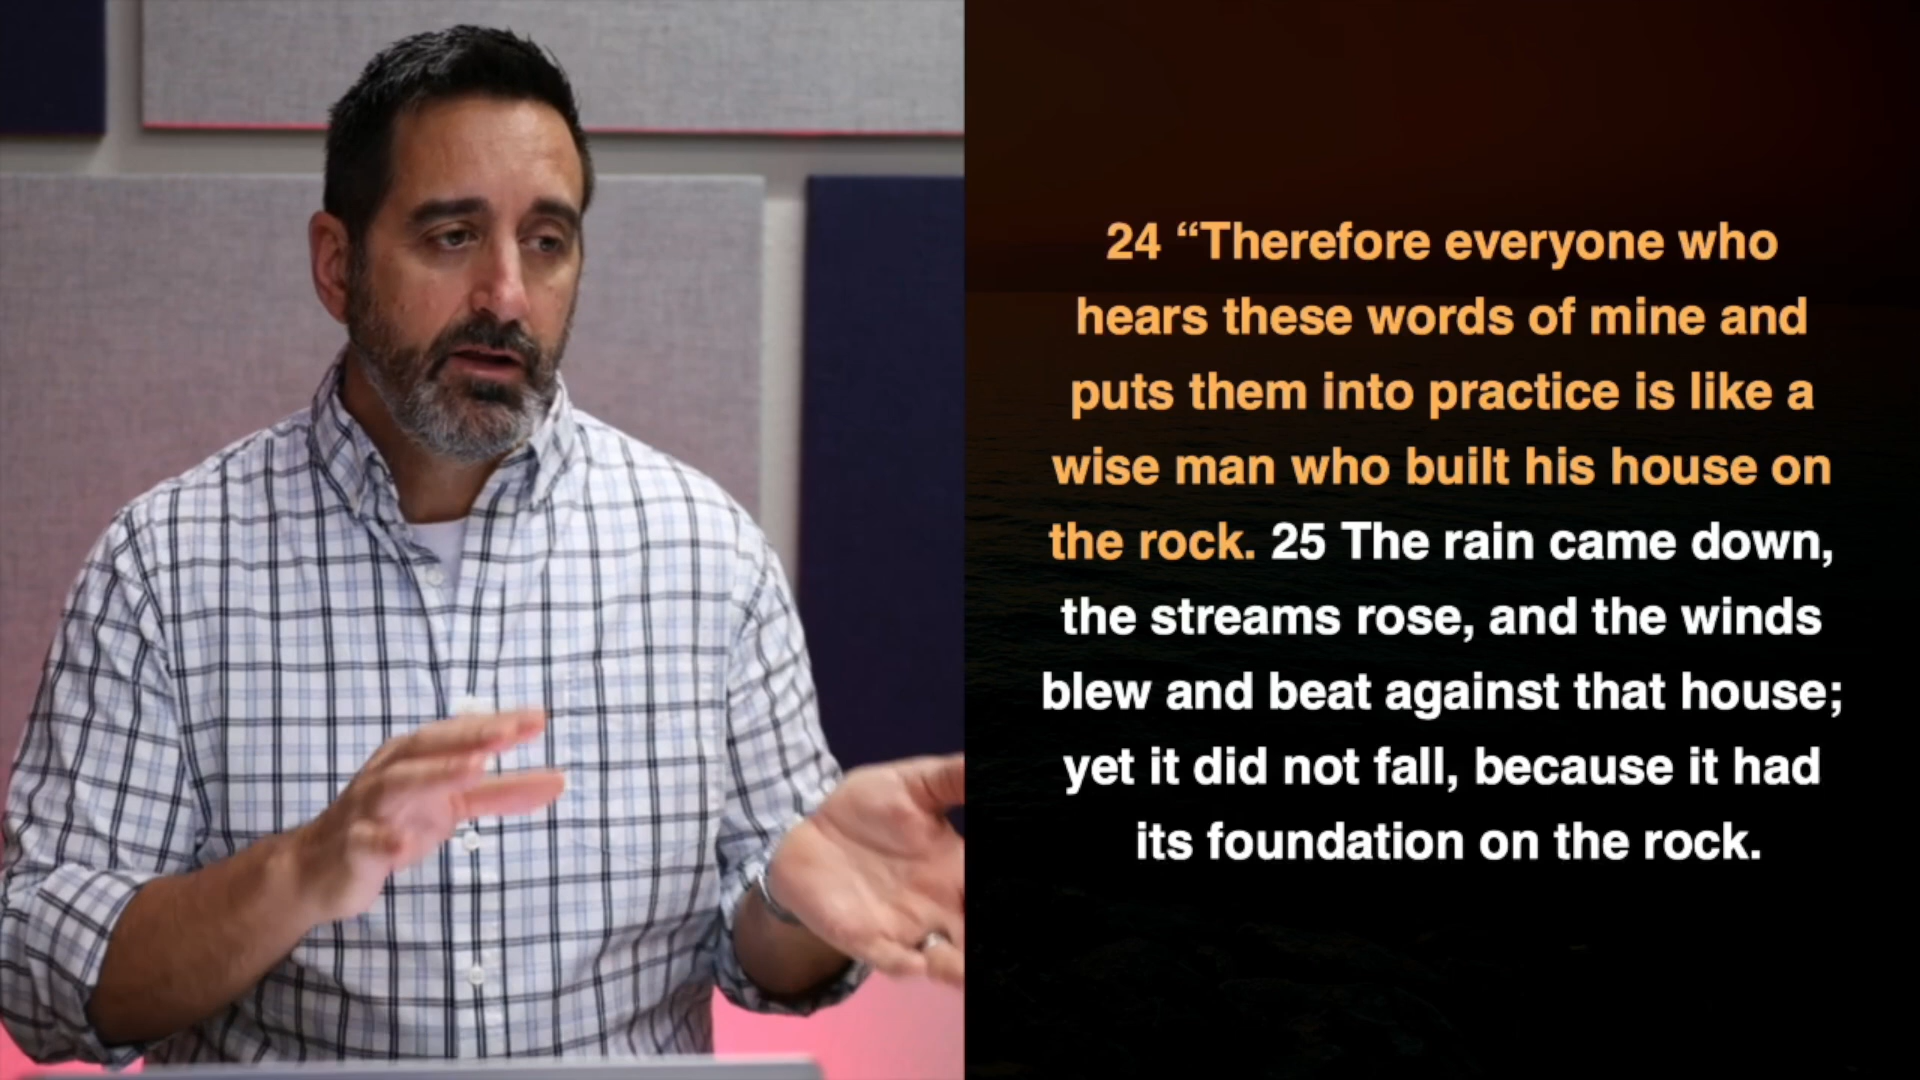 24 “Therefore everyone who
hears these words of mine and
puts them into practice is like a
wise man who built his house on
the rock. 25 The rain came down,
the streams rose, and the winds
blew and beat against that house;
yet it did not fall, because it had
its foundation on the rock.